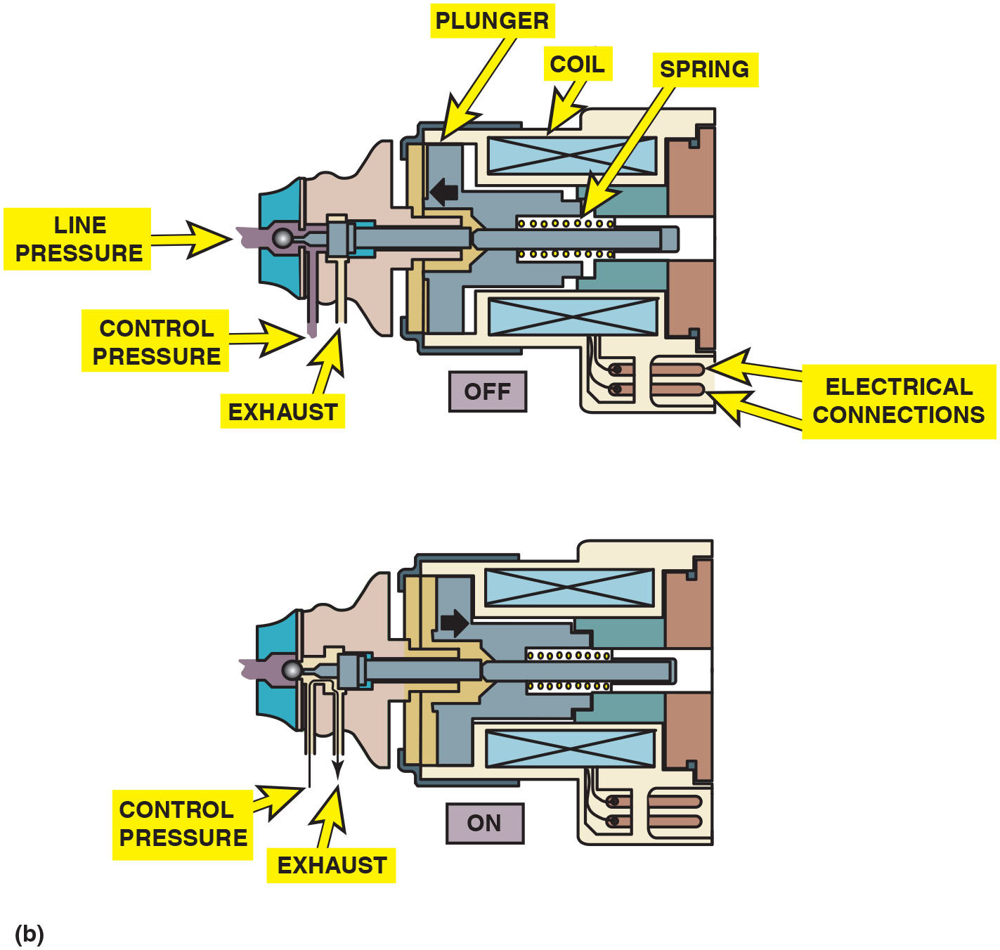 PLUNGER
COIL
SPRING
LINE
PRESSURE
CONTROL
PRESSURE
EXHAUST
OFF
ELECTRICAL
CONNECTIONS
CONTROL
PRESSURE
EXHAUST
ON
(b)